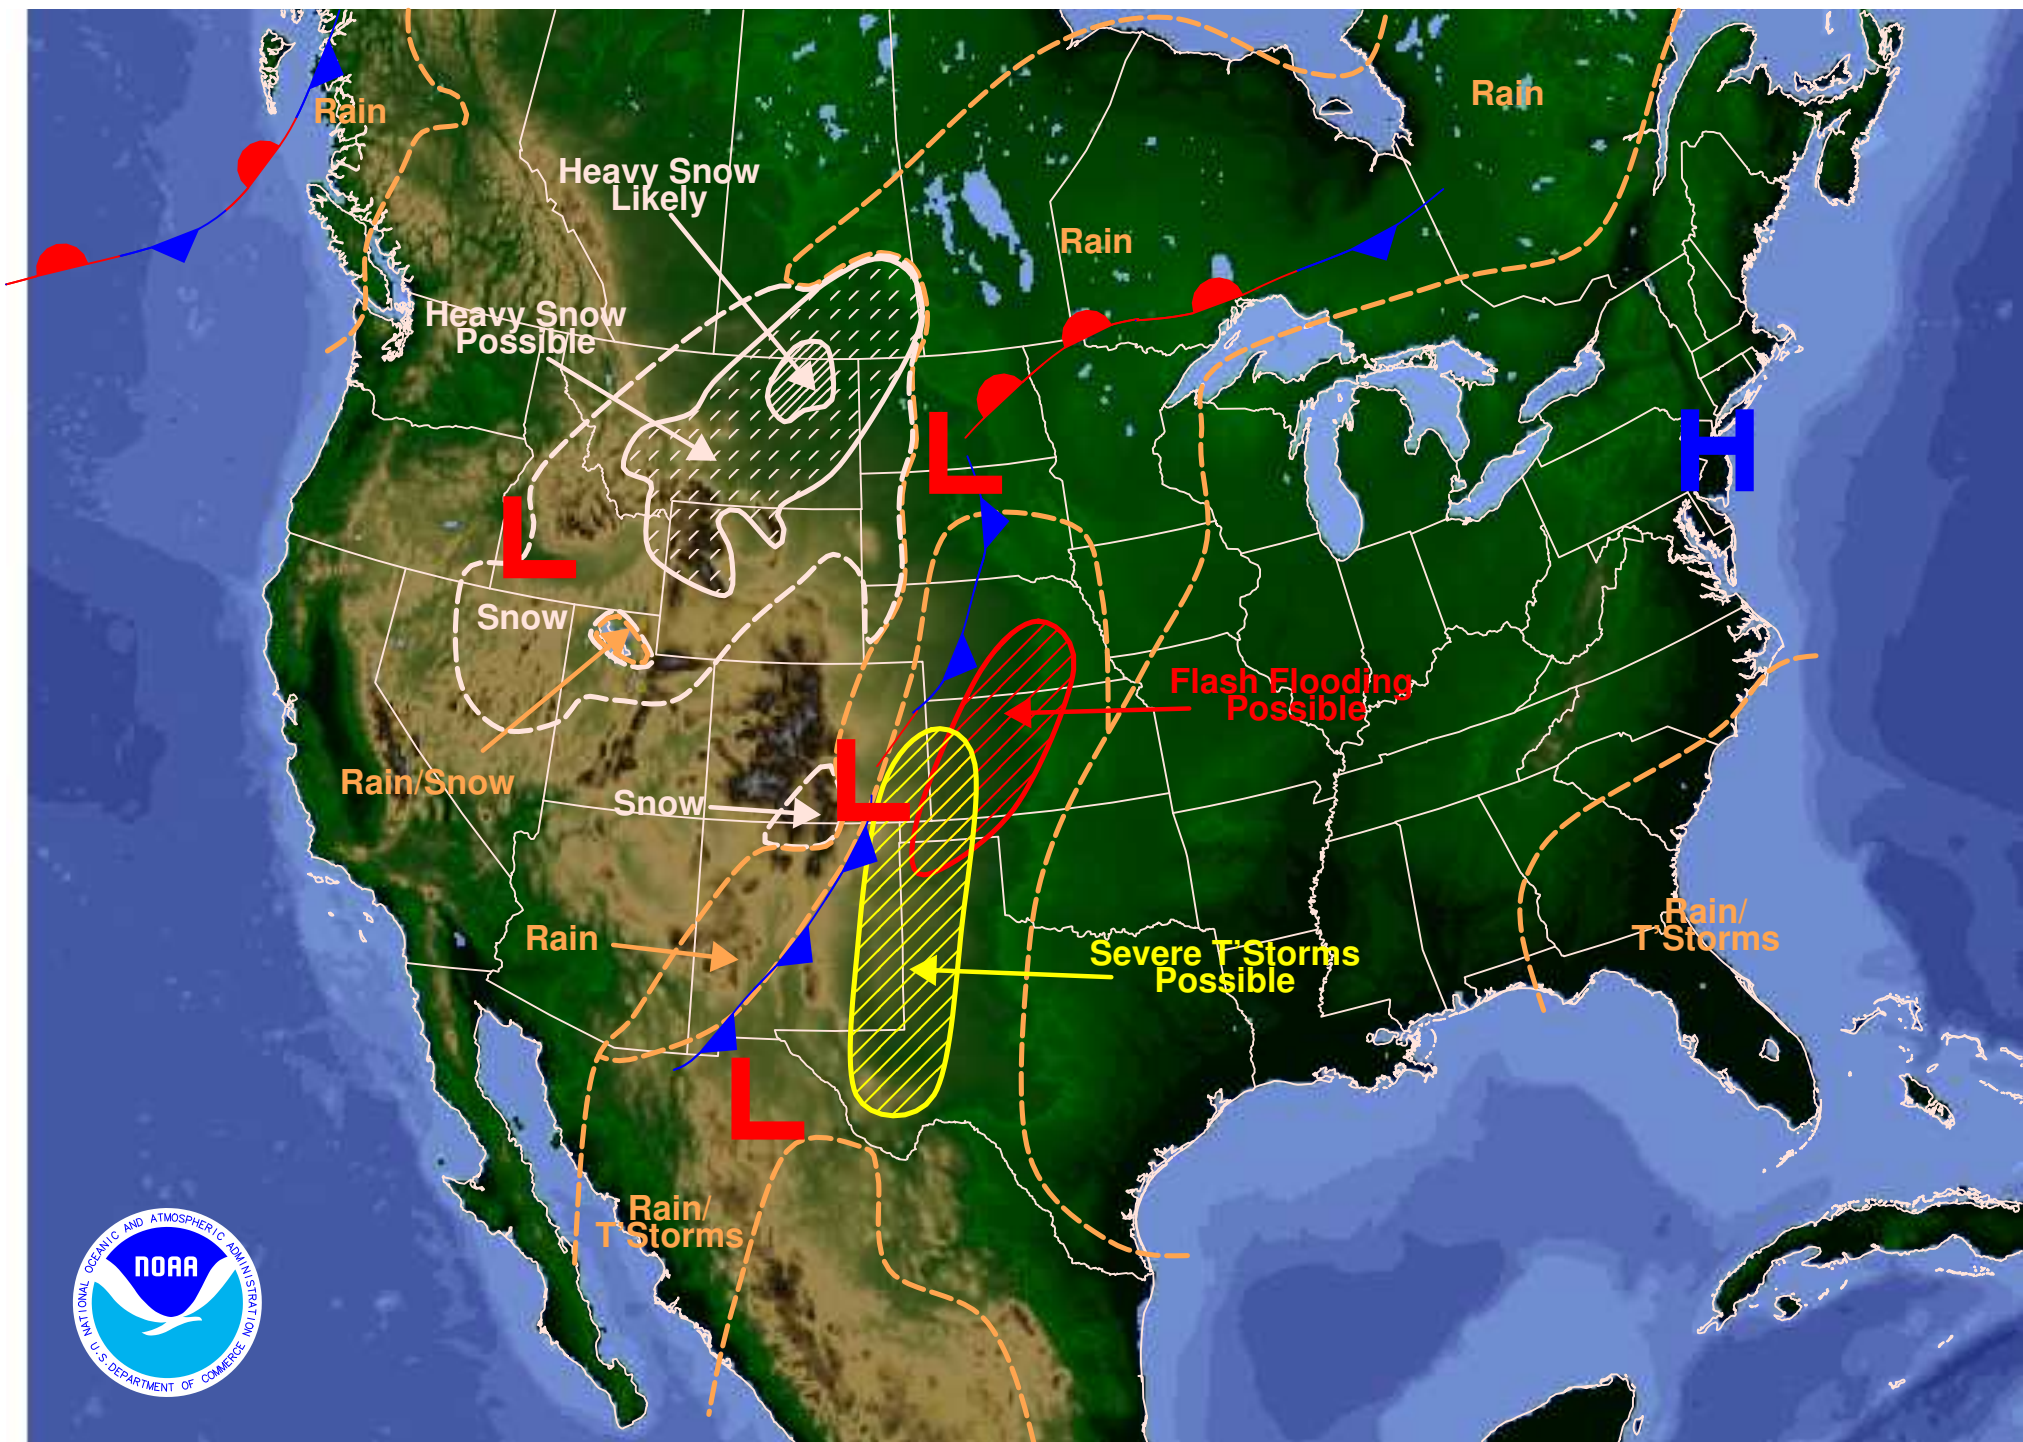 Rain
Rain
Heavy Snow
Likely
Rain
Heavy Snow
Possible
H
L
L
Snow
Flash Flooding
Possible
Rain/Snow
L
Snow
Rain/
T'Storms
Rain
Severe T'Storms
Possible
L
Rain/
T'Storms
NATIONAL OCEANIC AND ATMOSPHERIC ADMINISTRATION
NOAA
U.S. DEPARTMENT OF COMMERCE